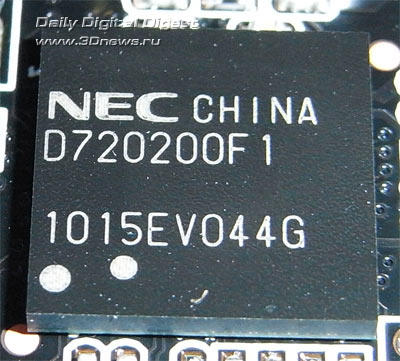 Daily Digital Digest
www.3Dnews.ru
NEC CHINA
D720200F1
1015EV044G